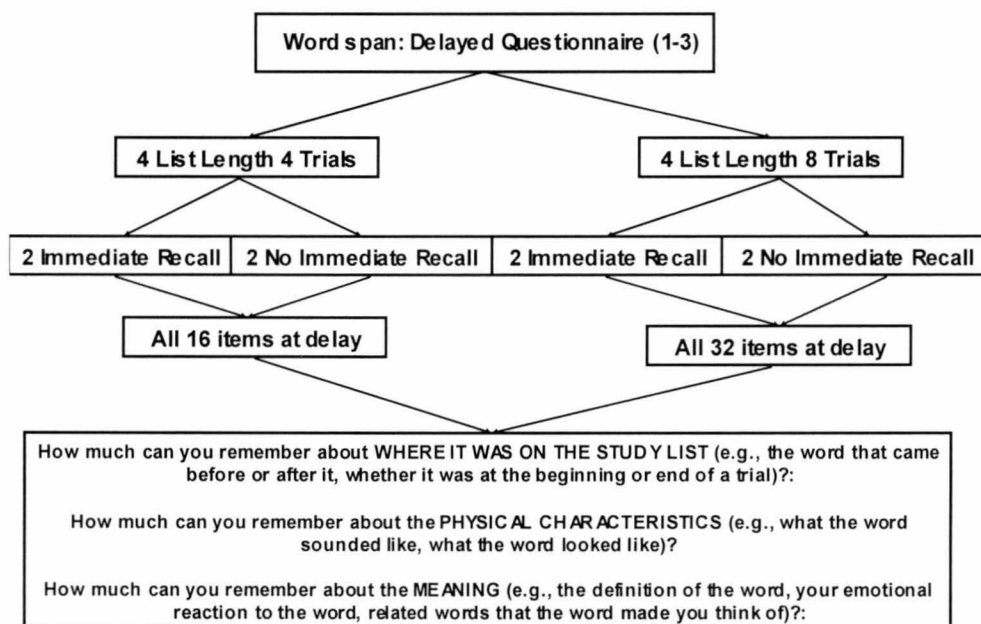 Word span: Delayed Questionnaire (1-3)
4 List Length 4 Trials
4 List Length 8 Trials
2 Immediate Recall
2 No Immediate Recall
2 Immediate Recall
2 No Immediate Recall
All 16 items at delay
All 32 items at delay
How much can you remember about WHERE IT WAS ON THE STUDY LIST (e.g., the word that came
before or after it, whether it was at the beginning or end of a trial)?:
How much can you remember about the PHYSICAL CHARACTERISTICS (e.g., what the word
sounded like, what the word looked like)?
How much can you remember about the MEANING (e.g., the definition of the word, your emotional
reaction to the word, related words that the word made you think of)?: